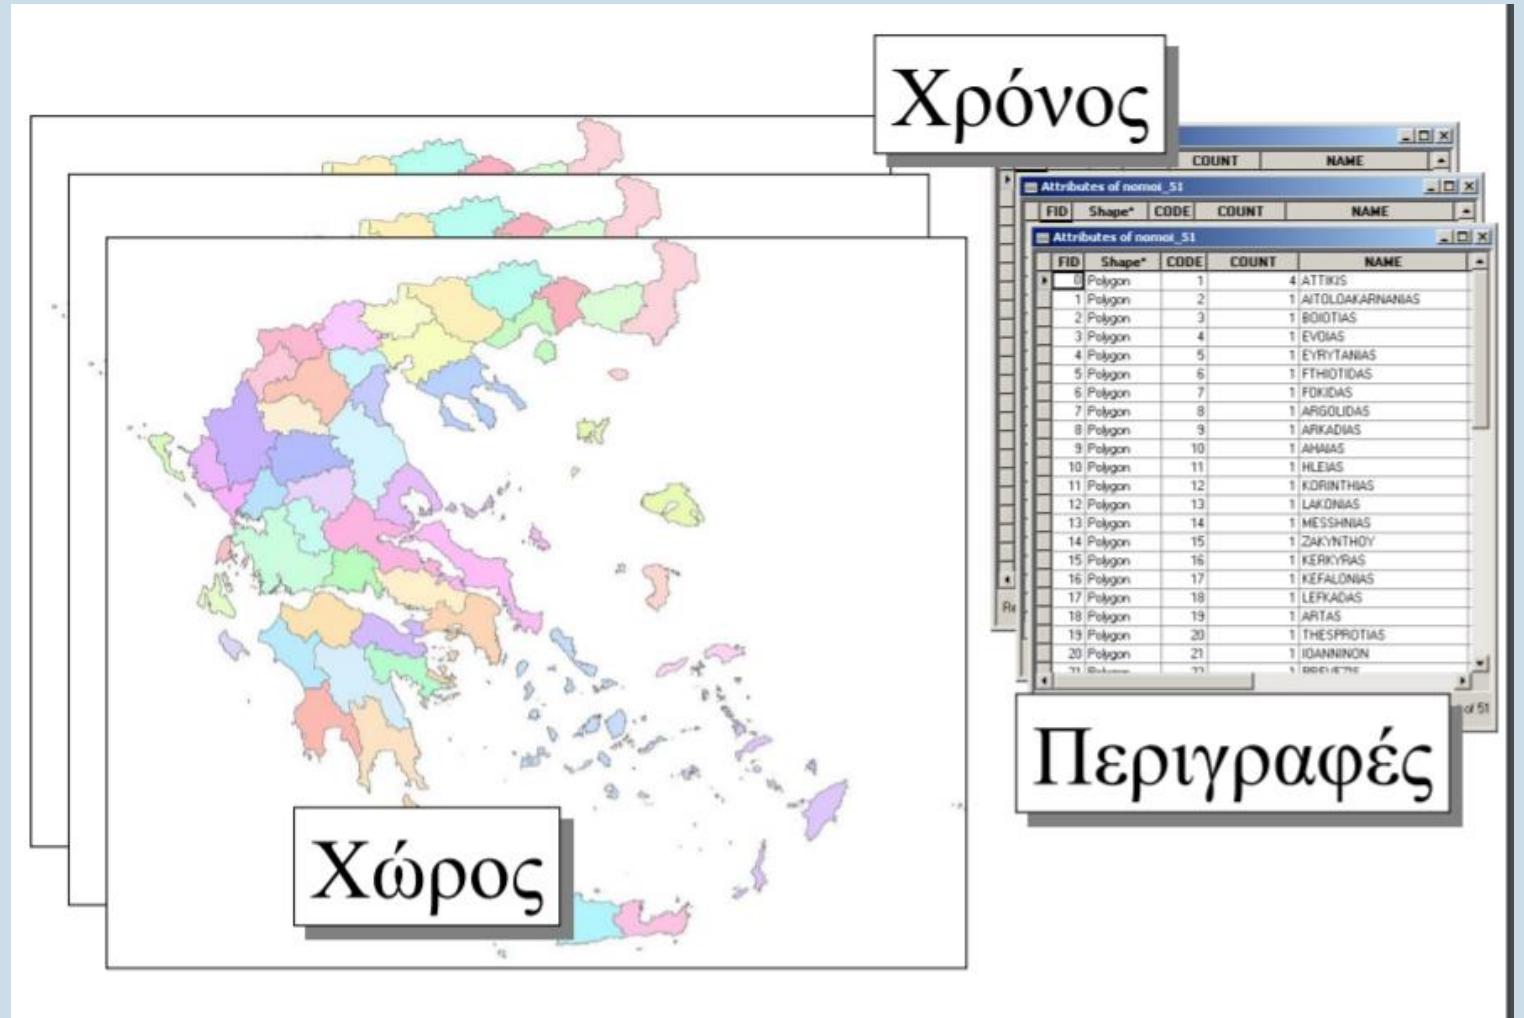 Χρόνος
COUNT NAME
Attributes of nomoi_51
FID Shape* CODE COUNT NAME
Attributes of nomoi_51
FID Shape* CODE COUNT NAME
0 Polygon 1 4 ATTIKIS
1 Polygon 2 1 AITOLOAKARNANIAS
2 Polygon 3 1 BOIOTIAS
3 Polygon 4 1 EVOIAS
4 Polygon 5 1 EYRYTANIAS
5 Polygon 6 1 FTHIOTIDAS
6 Polygon 7 1 FOKIDAS
7 Polygon 8 1 ARGOLIDAS
8 Polygon 9 1 ARKADIAS
9 Polygon 10 1 AHAIAS
10 Polygon 11 1 HLEIAS
11 Polygon 12 1 KORINTHIAS
12 Polygon 13 1 LAKONIAS
13 Polygon 14 1 MESSHNIAS
14 Polygon 15 1 ZAKYNTHOY
15 Polygon 16 1 KERKYRAS
16 Polygon 17 1 KEFALONIAS
17 Polygon 18 1 LEFKADAS
18 Polygon 19 1 ARTAS
19 Polygon 20 1 THESPROTIAS
20 Polygon 21 1 IOANNINON
of 51
Περιγραφές
Χώρος